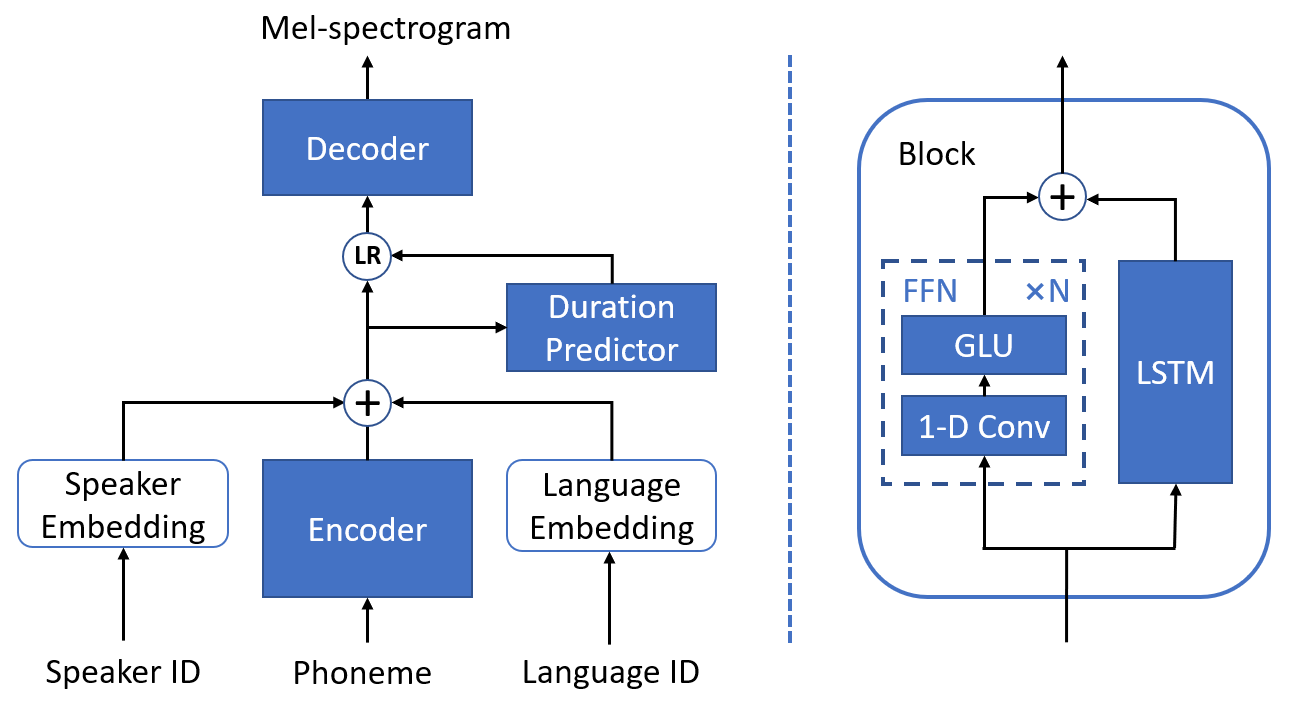 Mel-spectrogram
Decoder
LR
Duration
Predictor
+
Speaker
Embedding
Encoder
Language
Embedding
Speaker ID
Phoneme
Language ID
Block
+
FFN
×N
GLU
1-D Conv
LSTM